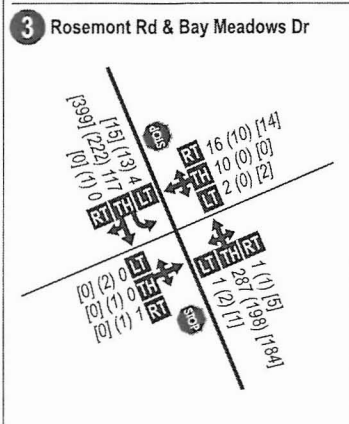 3 Rosemont Rd & Bay Meadows Dr
STOP
[15] (13) 4 LT
[399] (222) 117 TH
[0] (1) 0 RT
RT 16 (10) [14]
TH 10 (0) [0]
LT 2 (0) [2]
[0] (2) 0 LT
[0] (1) 0 TH
[0] (1) 1 RT
RT 1 (1) [5]
TH 287 (198) [184]
LT 1 (2) [1]
STOP